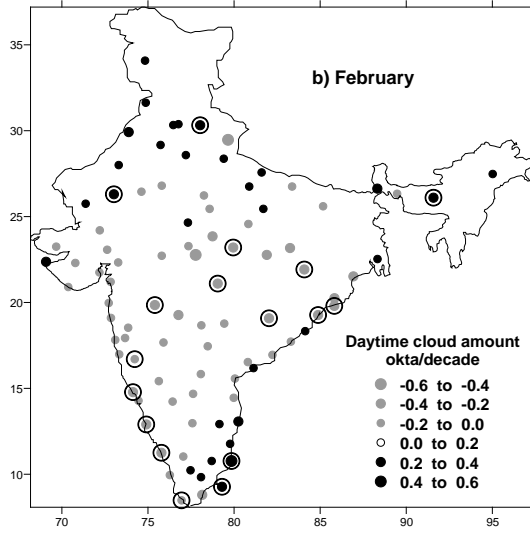 b) February
35
30
25
20
15
10
70 75 80 85 90 95
Daytime cloud amount
okta/decade
-0.6 to -0.4
-0.4 to -0.2
-0.2 to 0.0
0.0 to 0.2
0.2 to 0.4
0.4 to 0.6